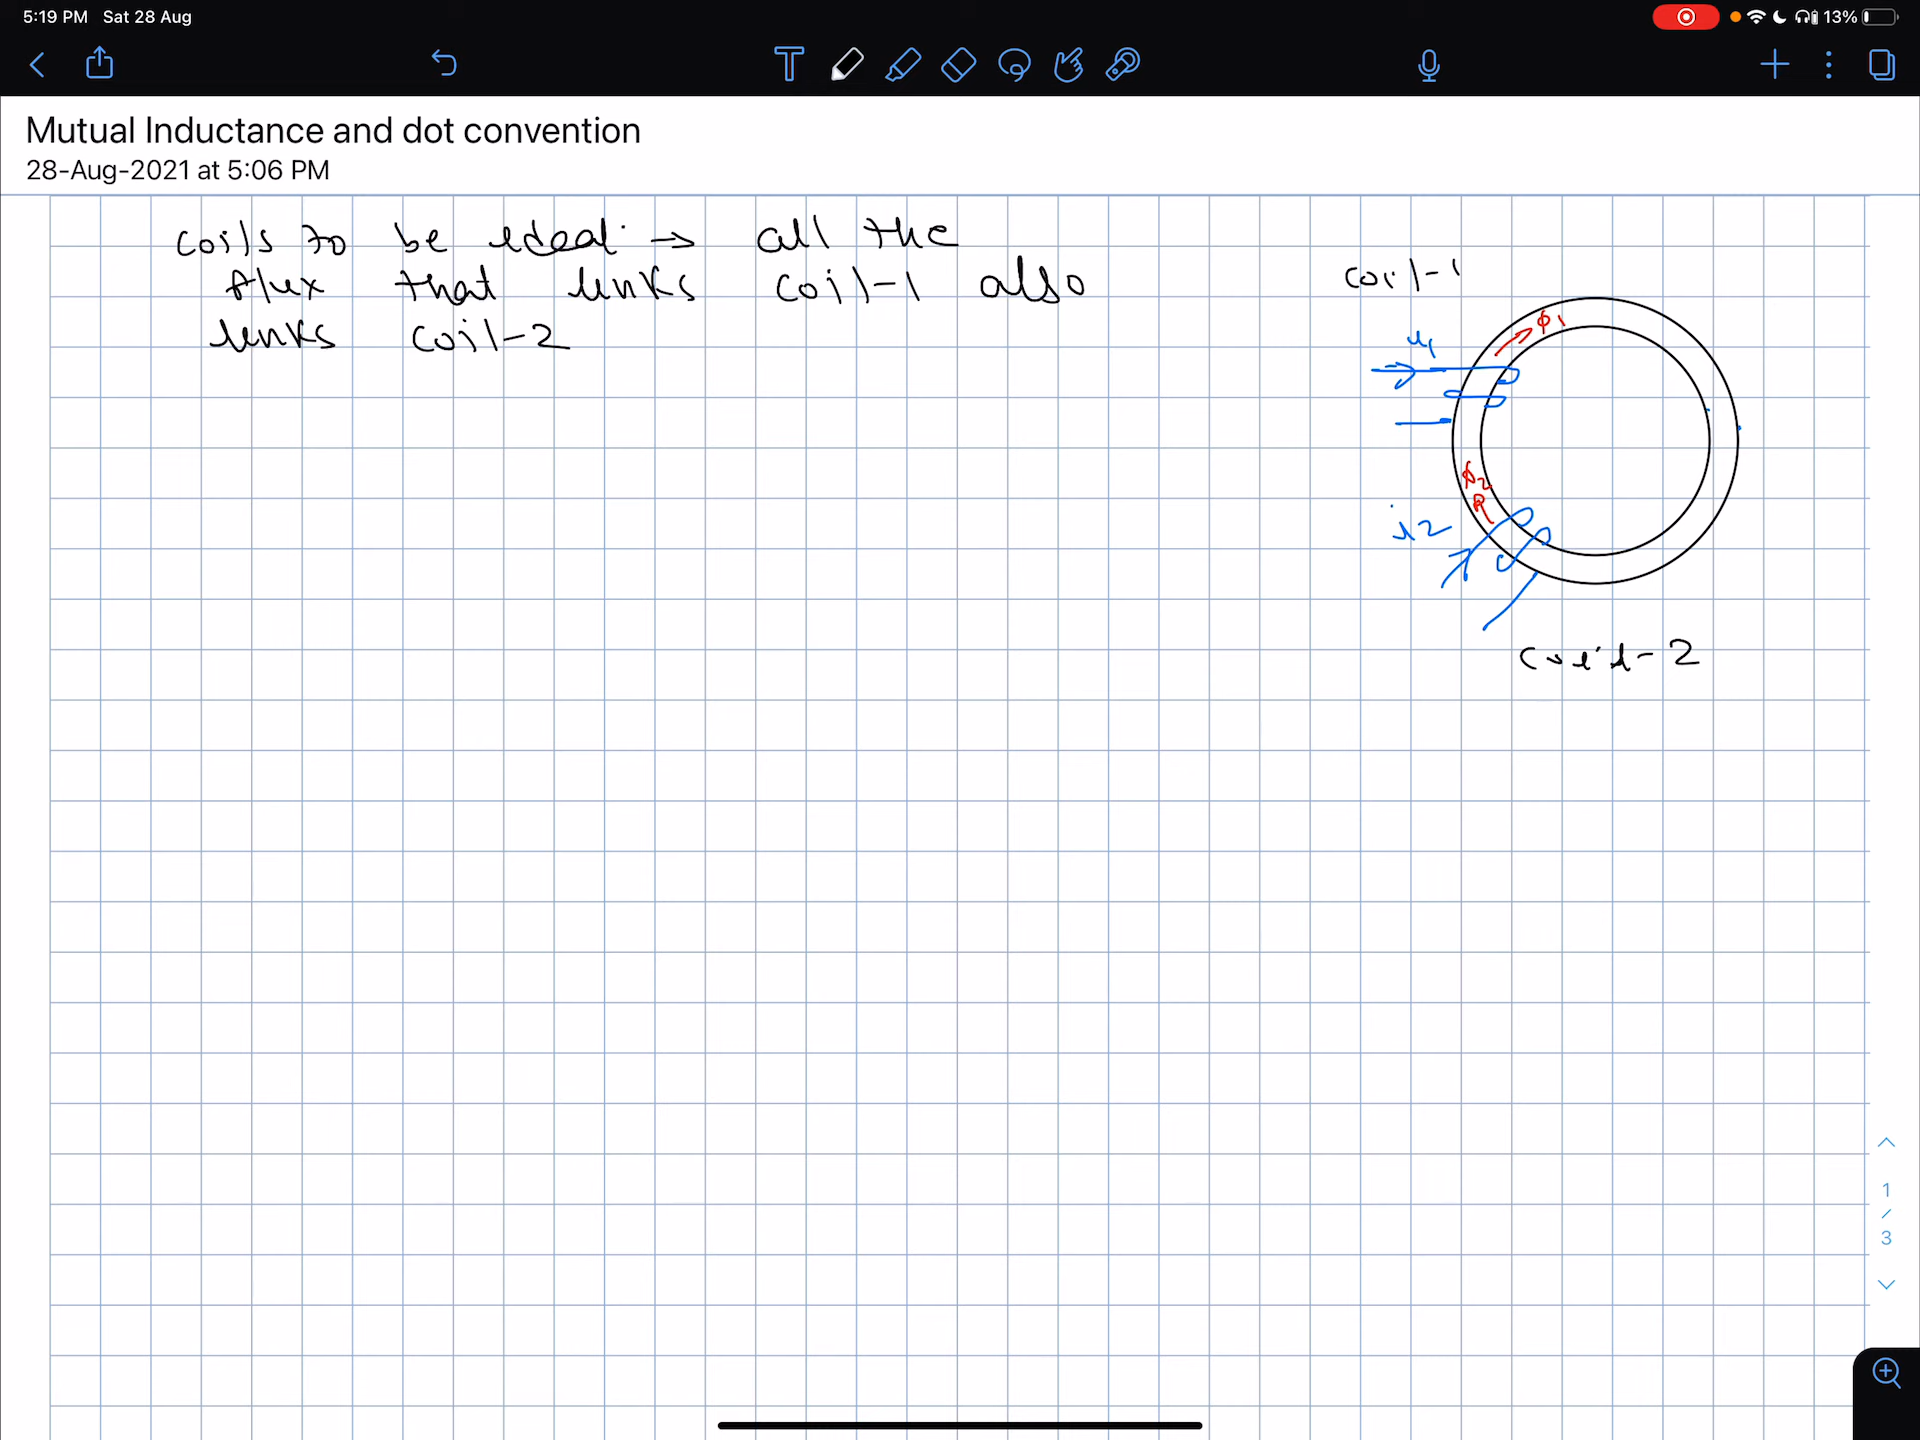 5:19 PM Sat 28 Aug
13%
Mutual Inductance and dot convention
28-Aug-2021 at 5:06 PM
coils to be ideal → all the
flux that links coil-1 also
links coil-2
coil-1
ϕ1
i1
ϕ2
i2
coil-2
1
/
3